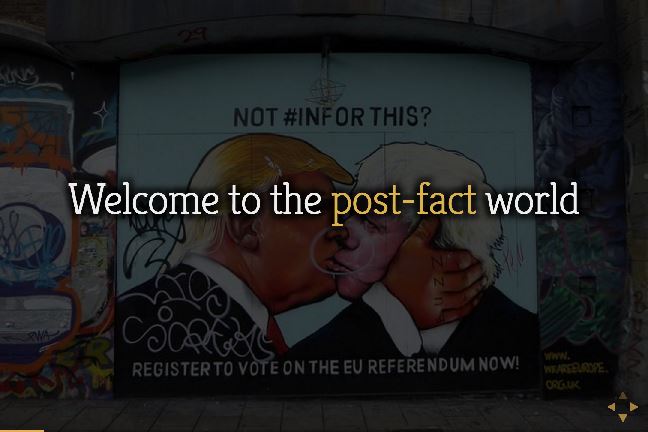 29
NOT #INFOR THIS?
Welcome to the post-fact world
REGISTER TO VOTE ON THE EU REFERENDUM NOW!
WWW.
WEAREEUROPE.
ORG.UK